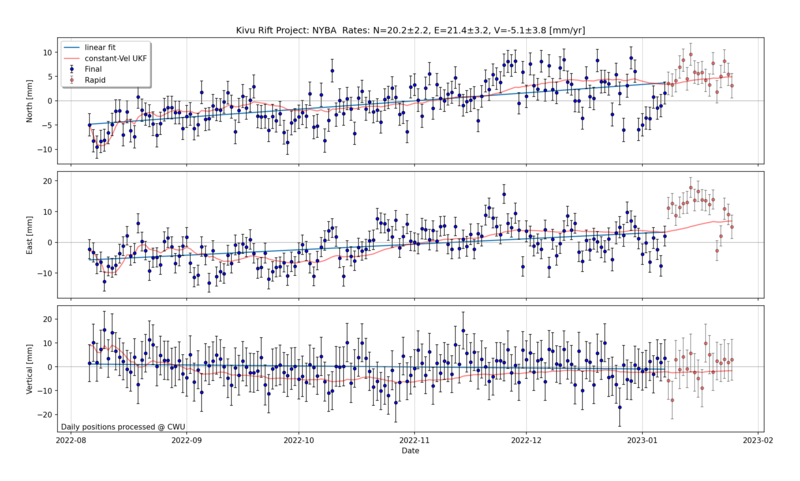 Kivu Rift Project: NYBA Rates: N=20.2±2.2, E=21.4±3.2, V=-5.1±3.8 [mm/yr]
linear fit
constant-Vel UKF
Final
Rapid
North [mm]
10
5
0
−5
−10
East [mm]
20
10
0
−10
Vertical [mm]
20
10
0
−10
−20
Daily positions processed @ CWU
2022-08
2022-09
2022-10
2022-11
2022-12
2023-01
2023-02
Date